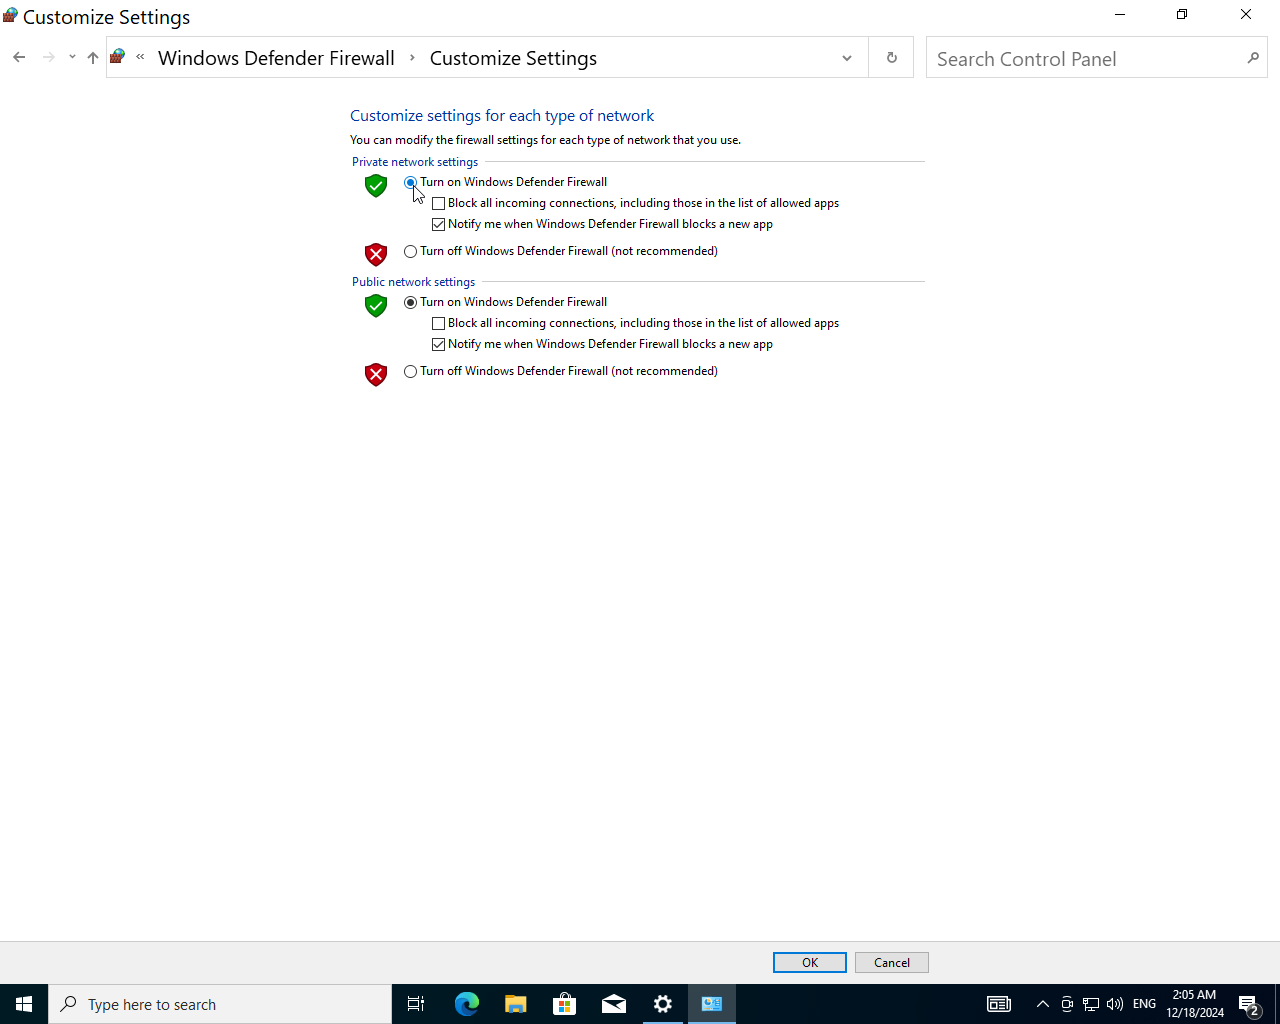 Customize Settings
« Windows Defender Firewall › Customize Settings
Search Control Panel
Customize settings for each type of network
You can modify the firewall settings for each type of network that you use.
Private network settings
Turn on Windows Defender Firewall
Block all incoming connections, including those in the list of allowed apps
Notify me when Windows Defender Firewall blocks a new app
Turn off Windows Defender Firewall (not recommended)
Public network settings
Turn on Windows Defender Firewall
Block all incoming connections, including those in the list of allowed apps
Notify me when Windows Defender Firewall blocks a new app
Turn off Windows Defender Firewall (not recommended)
OK
Cancel
Type here to search
ENG
2:05 AM
12/18/2024
2